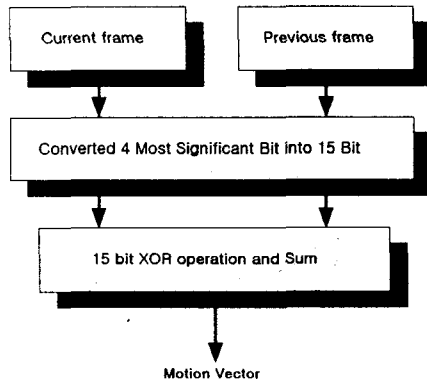 Current frame
Previous frame
Converted 4 Most Significant Bit into 15 Bit
15 bit XOR operation and Sum
Motion Vector